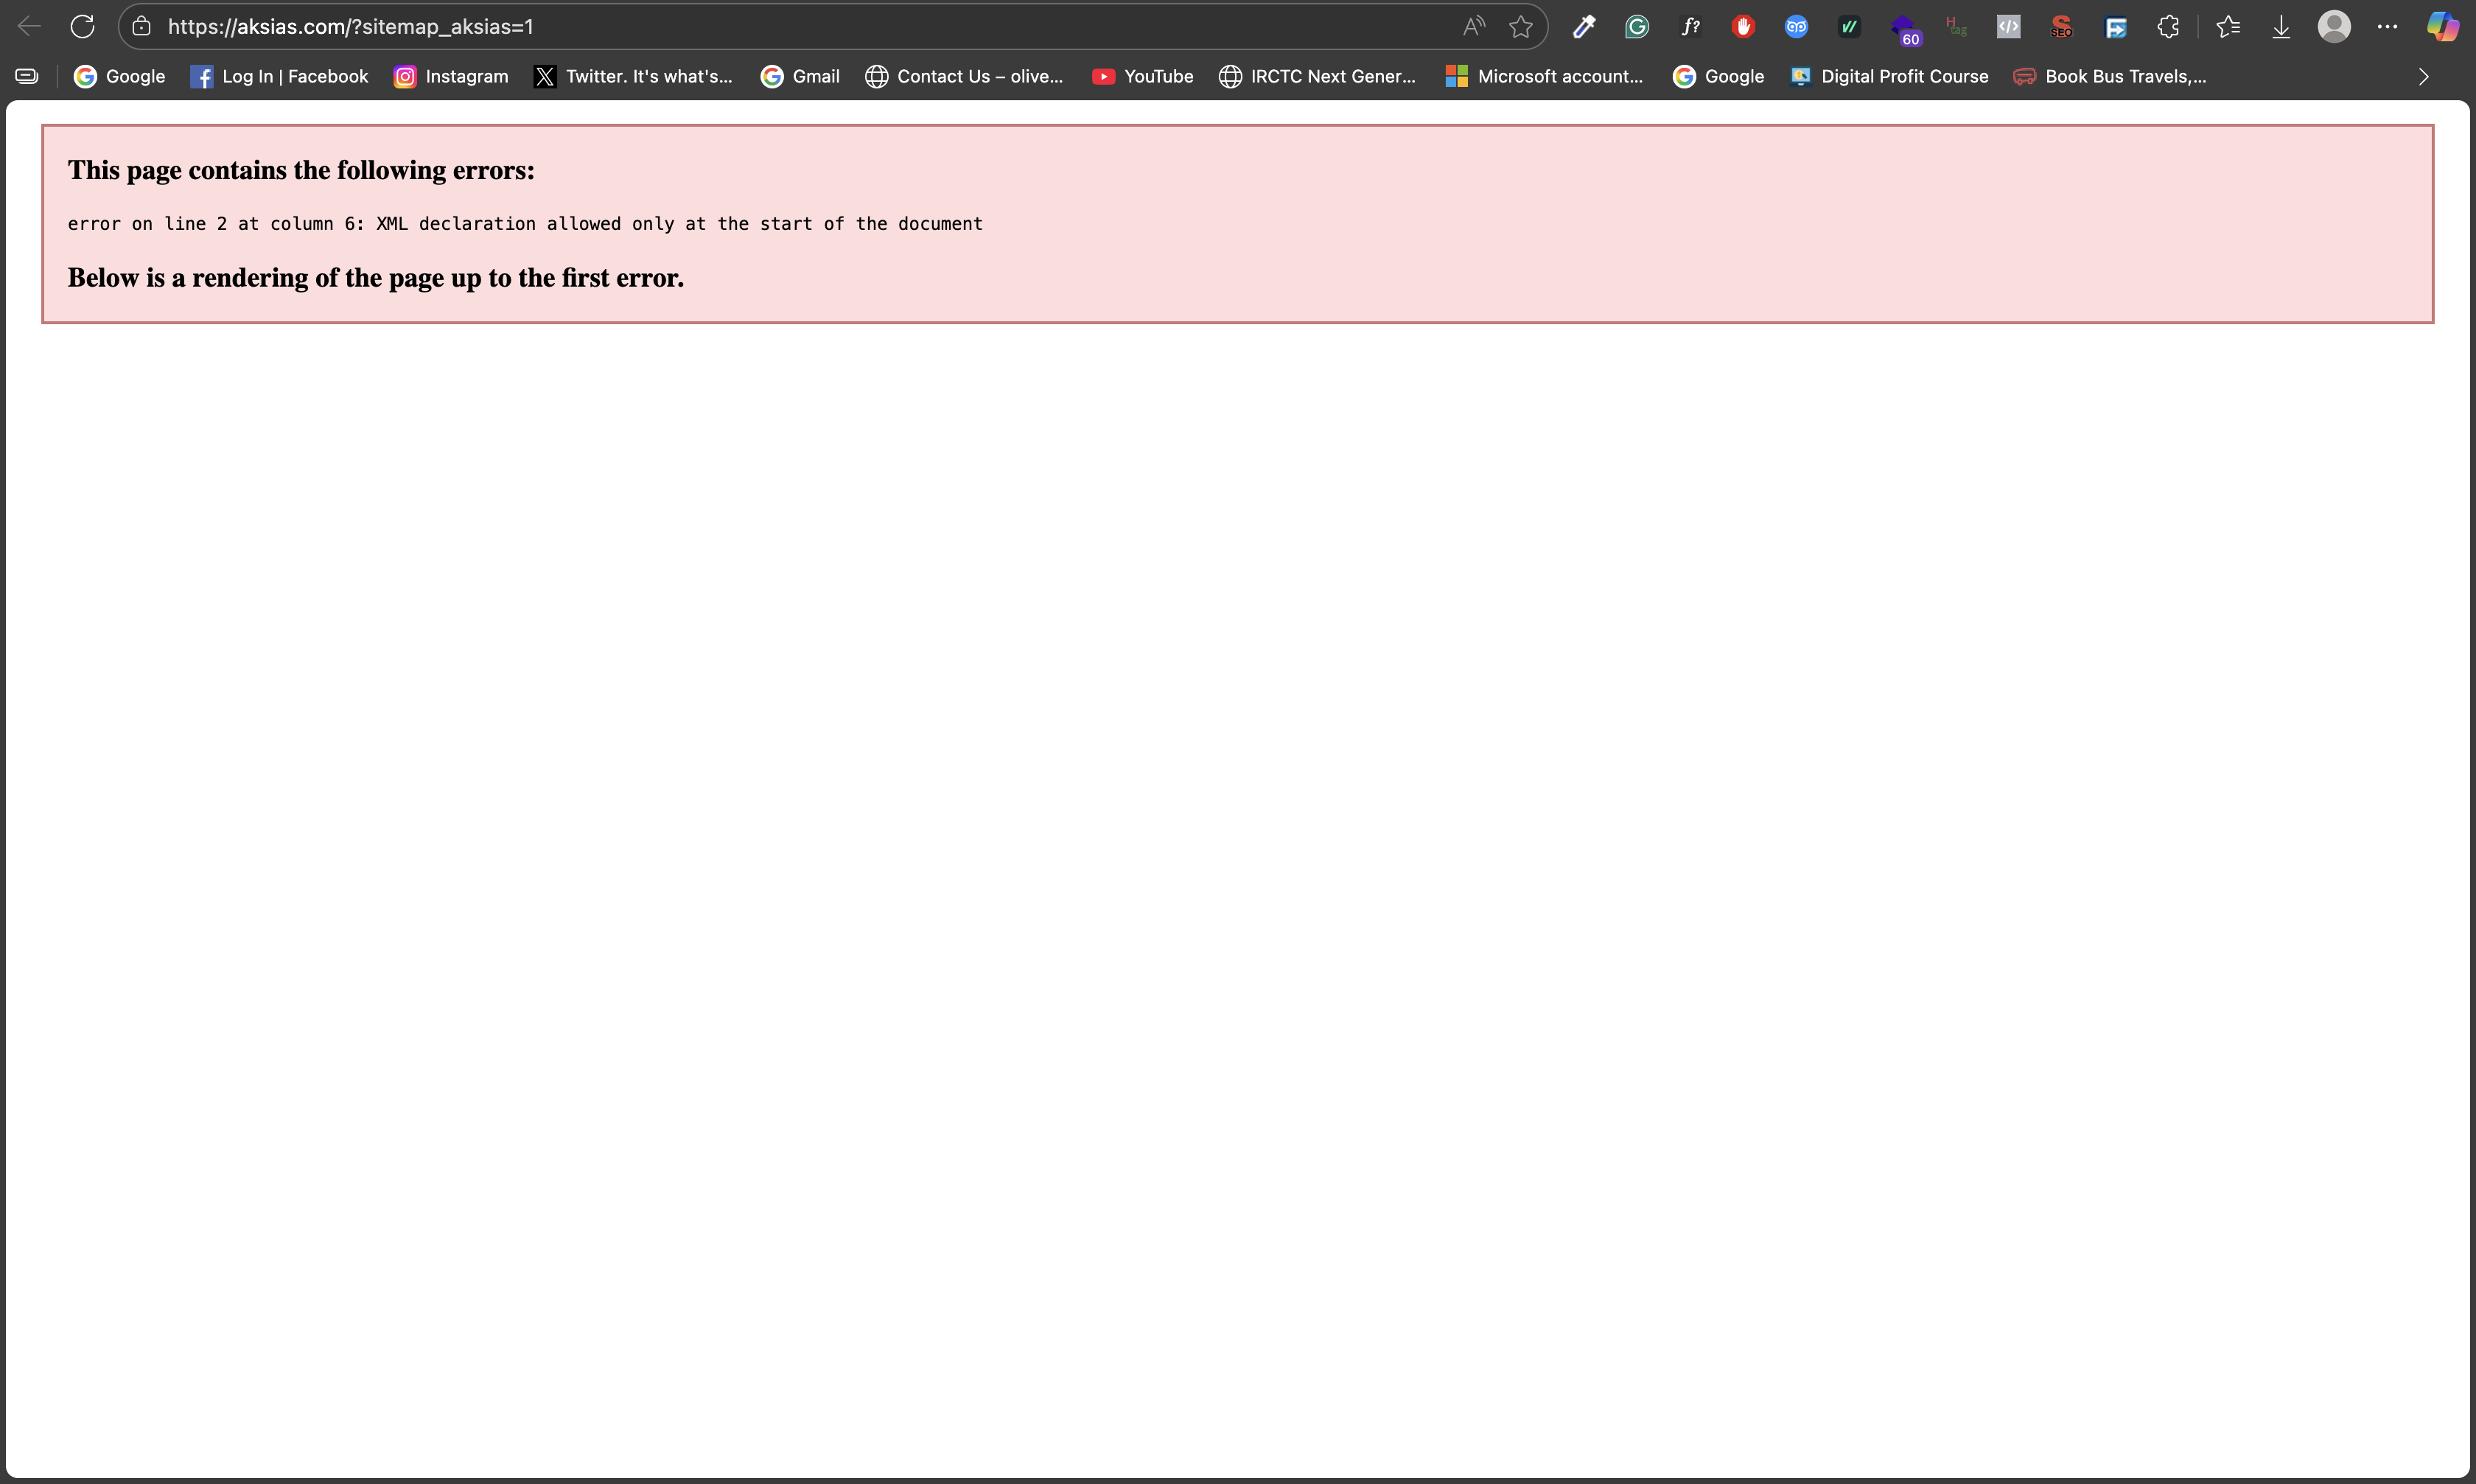 https://aksias.com/?sitemap_aksias=1
60
H
tag
SEO
Google
Log In | Facebook
Instagram
Twitter. It's what's...
Gmail
Contact Us – olive...
YouTube
IRCTC Next Gener...
Microsoft account...
Google
Digital Profit Course
Book Bus Travels,...
This page contains the following errors:
error on line 2 at column 6: XML declaration allowed only at the start of the document
Below is a rendering of the page up to the first error.